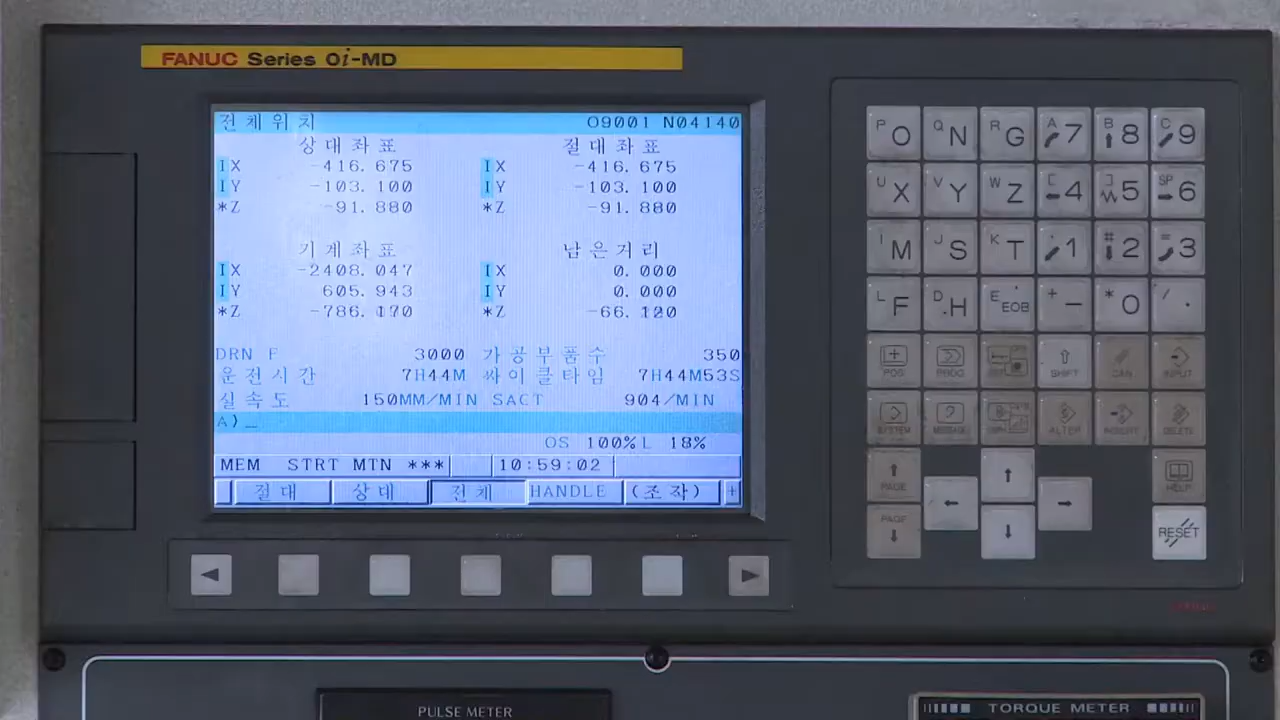 FANUC Series 0i-MD
전체위치 O9001 N04140
상대좌표 절대좌표
IX -416.675 IX -416.675
IY -103.100 IY -103.100
*Z -91.880 *Z -91.880
기계좌표 남은거리
IX -2408.047 IX 0.000
IY 605.943 IY 0.000
*Z -786.170 *Z -66.120
DRN F 3000 가공부품수 350
운전시간 7H44M 싸이클타임 7H44M53S
실속도 150MM/MIN SACT 904/MIN
A)_
OS 100% L 18%
MEM STRT MTN *** 10:59:02
절대 상대 전체 HANDLE (조작) +
P O Q N R G A 7 B 8 C 9
U X V Y W Z [ 4 ] 5 SP 6
I M J S K T , 1 # 2 = 3
L F D H E EOB + - * 0 / .
POS PROG SHIFT CAN INPUT
SYSTEM MESSAGE ALTER INSERT DELETE
PAGE HELP
PAGE RESET
PULSE METER
TORQUE METER